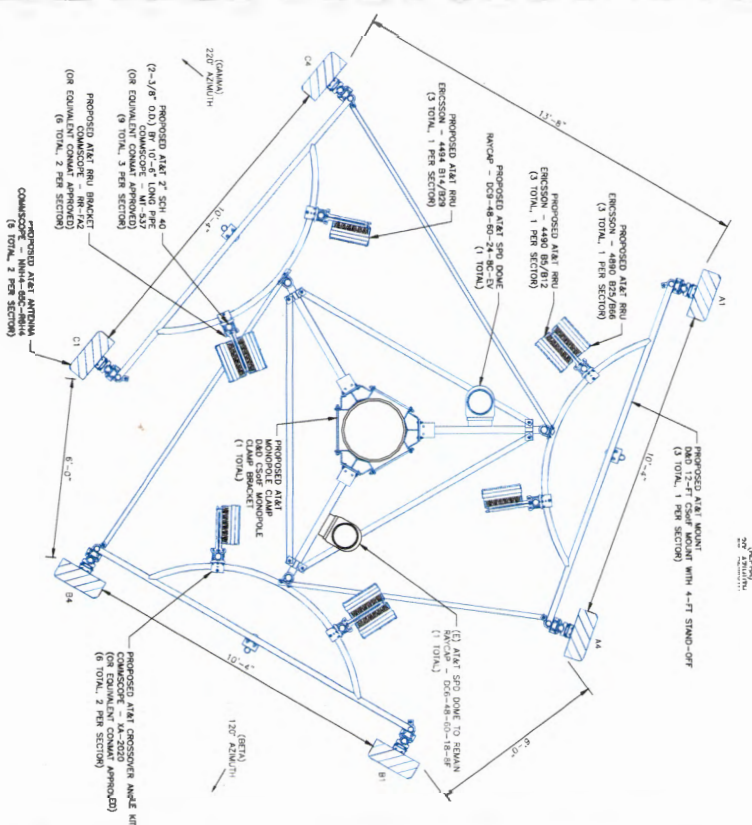 (GAMMA)
220° AZIMUTH
C4
13'-8"
A1
PROPOSED AT&T RRU
ERICSSON - 4494 B14/B29
(3 TOTAL, 1 PER SECTOR)
PROPOSED AT&T SPD DOME
RAYCAP - DC9-48-60-24-8C-EV
(1 TOTAL)
PROPOSED AT&T RRU
ERICSSON - 4490 B5/B12
(3 TOTAL, 1 PER SECTOR)
PROPOSED AT&T RRU
ERICSSON - 4890 B25/B66
(3 TOTAL, 1 PER SECTOR)
PROPOSED AT&T 2" SCH 40
(2-3/8" O.D.) BY 10'-6" LONG PIPE
COMMSCOPE - MT-537
(OR EQUIVALENT CONMAT APPROVED)
(9 TOTAL, 3 PER SECTOR)
PROPOSED AT&T RRU BRACKET
COMMSCOPE - RR-FA2
(OR EQUIVALENT CONMAT APPROVED)
(6 TOTAL, 2 PER SECTOR)
PROPOSED AT&T ANTENNA
COMMSCOPE - NNH4-65C-R6H4
(6 TOTAL, 2 PER SECTOR)
10'-4"
C1
6'-0"
B4
PROPOSED AT&T
MONOPOLE CLAMP
D&D CSotF MONOPOLE
CLAMP BRACKET
(1 TOTAL)
PROPOSED AT&T MOUNT
D&D 12-FT CSotF MOUNT WITH 4-FT STAND-OFF
(3 TOTAL, 1 PER SECTOR)
10'-4"
A4
6'-0"
(E) AT&T SPD DOME TO REMAIN
RAYCAP - DC6-48-60-18-8F
(1 TOTAL)
10'-4"
B1
(BETA)
120° AZIMUTH
PROPOSED AT&T CROSSOVER ANGLE KIT
COMMSCOPE - XA-2020
(OR EQUIVALENT CONMAT APPROVED)
(6 TOTAL, 2 PER SECTOR)